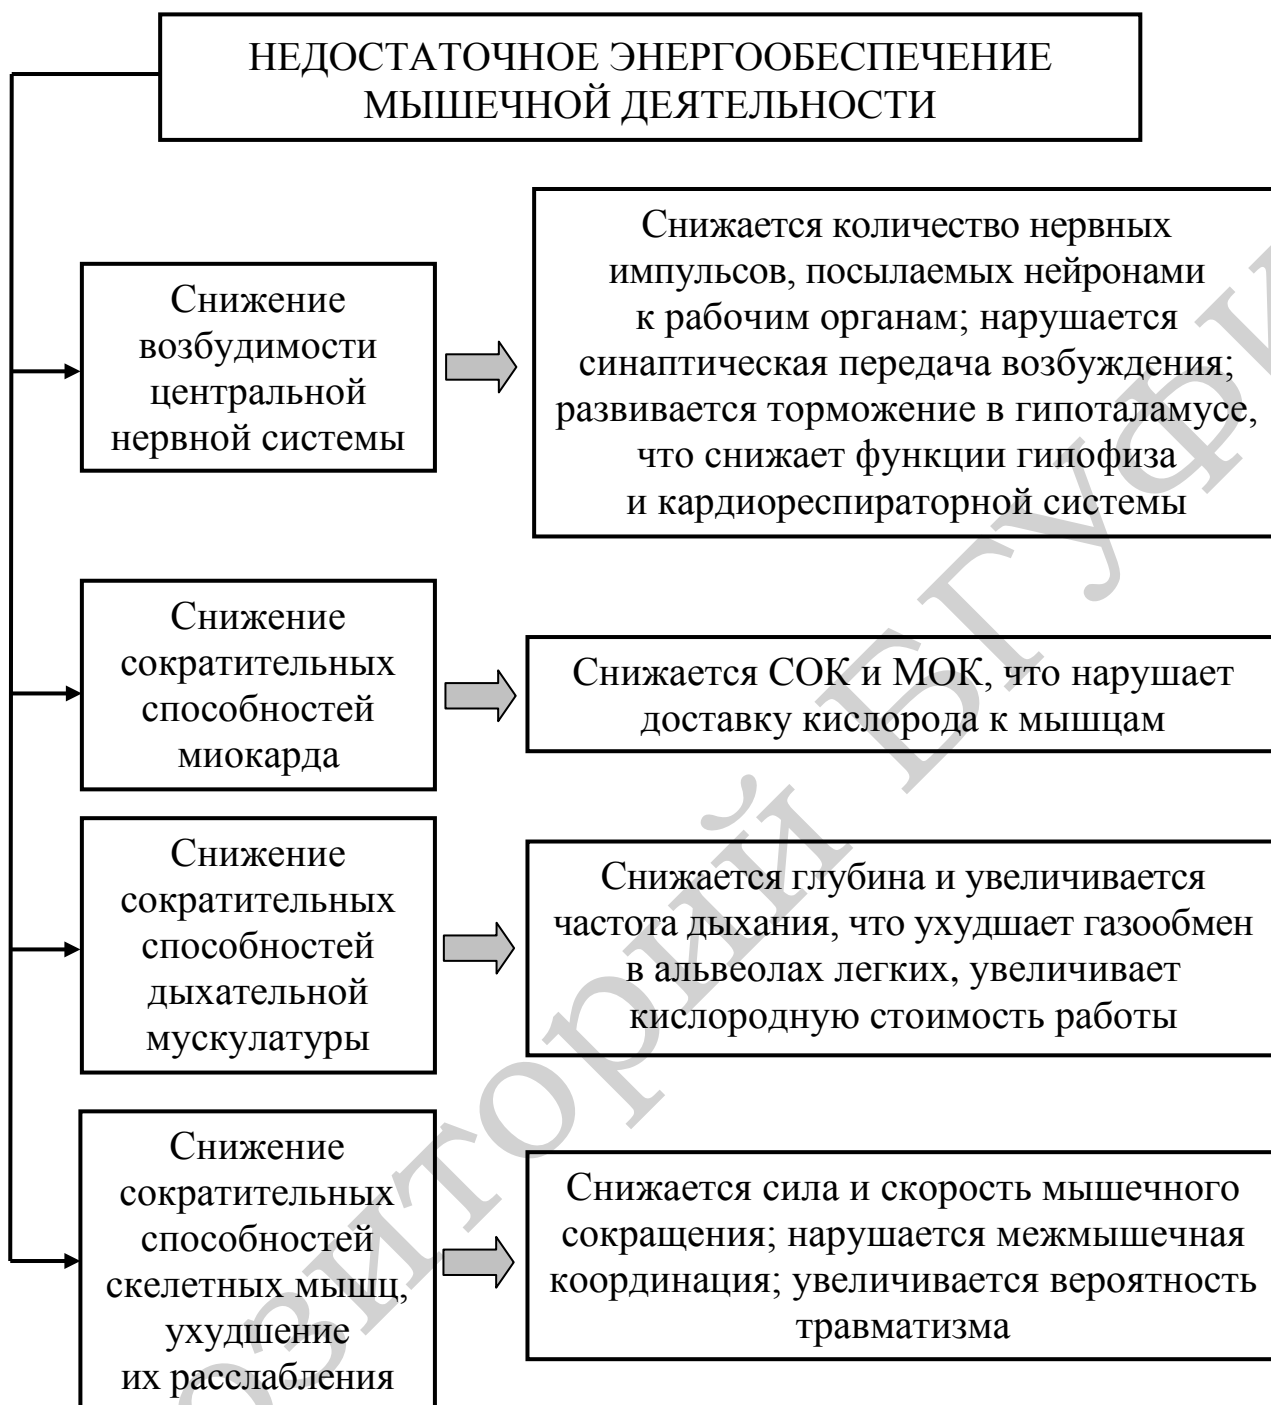 НЕДОСТАТОЧНОЕ ЭНЕРГООБЕСПЕЧЕНИЕ
МЫШЕЧНОЙ ДЕЯТЕЛЬНОСТИ
Снижение
возбудимости
центральной
нервной системы
Снижается количество нервных
импульсов, посылаемых нейронами
к рабочим органам; нарушается
синаптическая передача возбуждения;
развивается торможение в гипоталамусе,
что снижает функции гипофиза
и кардиореспираторной системы
Снижение
сократительных
способностей
миокарда
Снижается СОК и МОК, что нарушает
доставку кислорода к мышцам
Снижение
сократительных
способностей
дыхательной
мускулатуры
Снижается глубина и увеличивается
частота дыхания, что ухудшает газообмен
в альвеолах легких, увеличивает
кислородную стоимость работы
Снижение
сократительных
способностей
скелетных мышц,
ухудшение
их расслабления
Снижается сила и скорость мышечного
сокращения; нарушается межмышечная
координация; увеличивается вероятность
травматизма
озиторий БГУФ